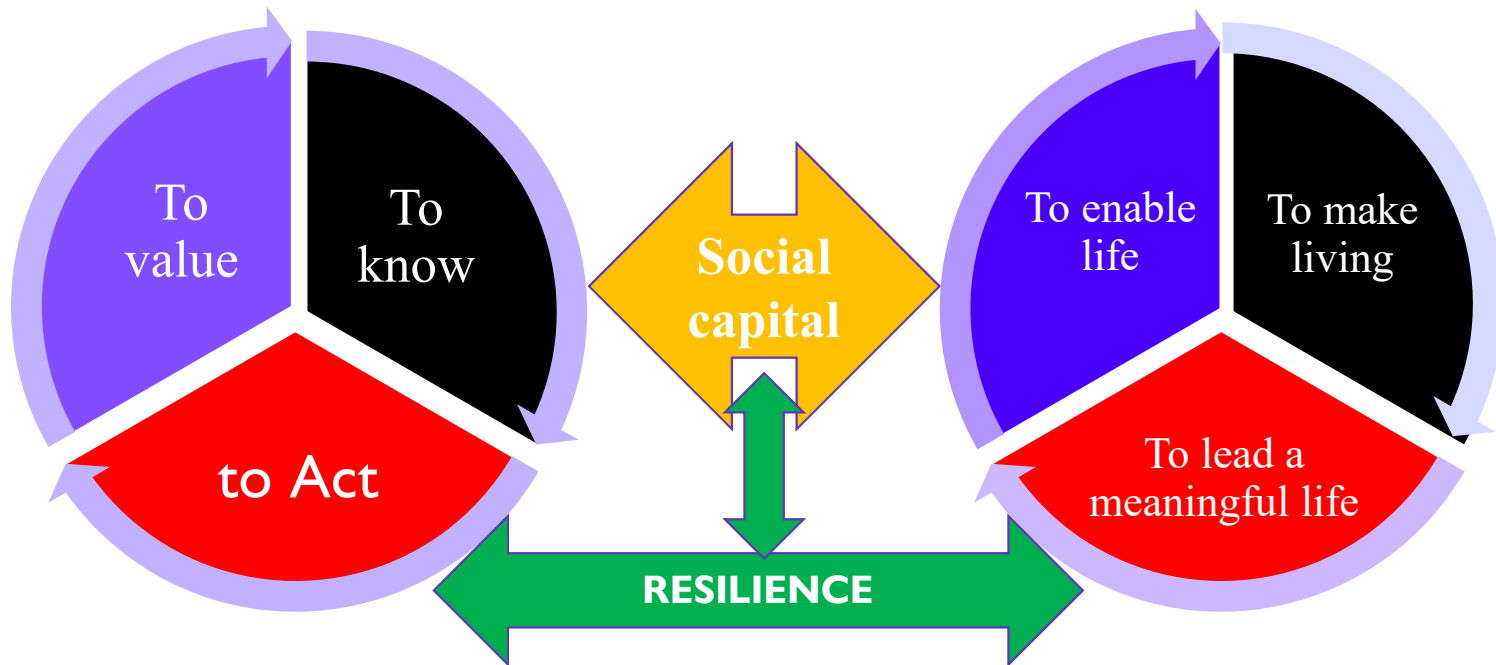 To
value
To
know
to Act
Social
capital
To enable
life
To make
living
To lead a
meaningful life
RESILIENCE